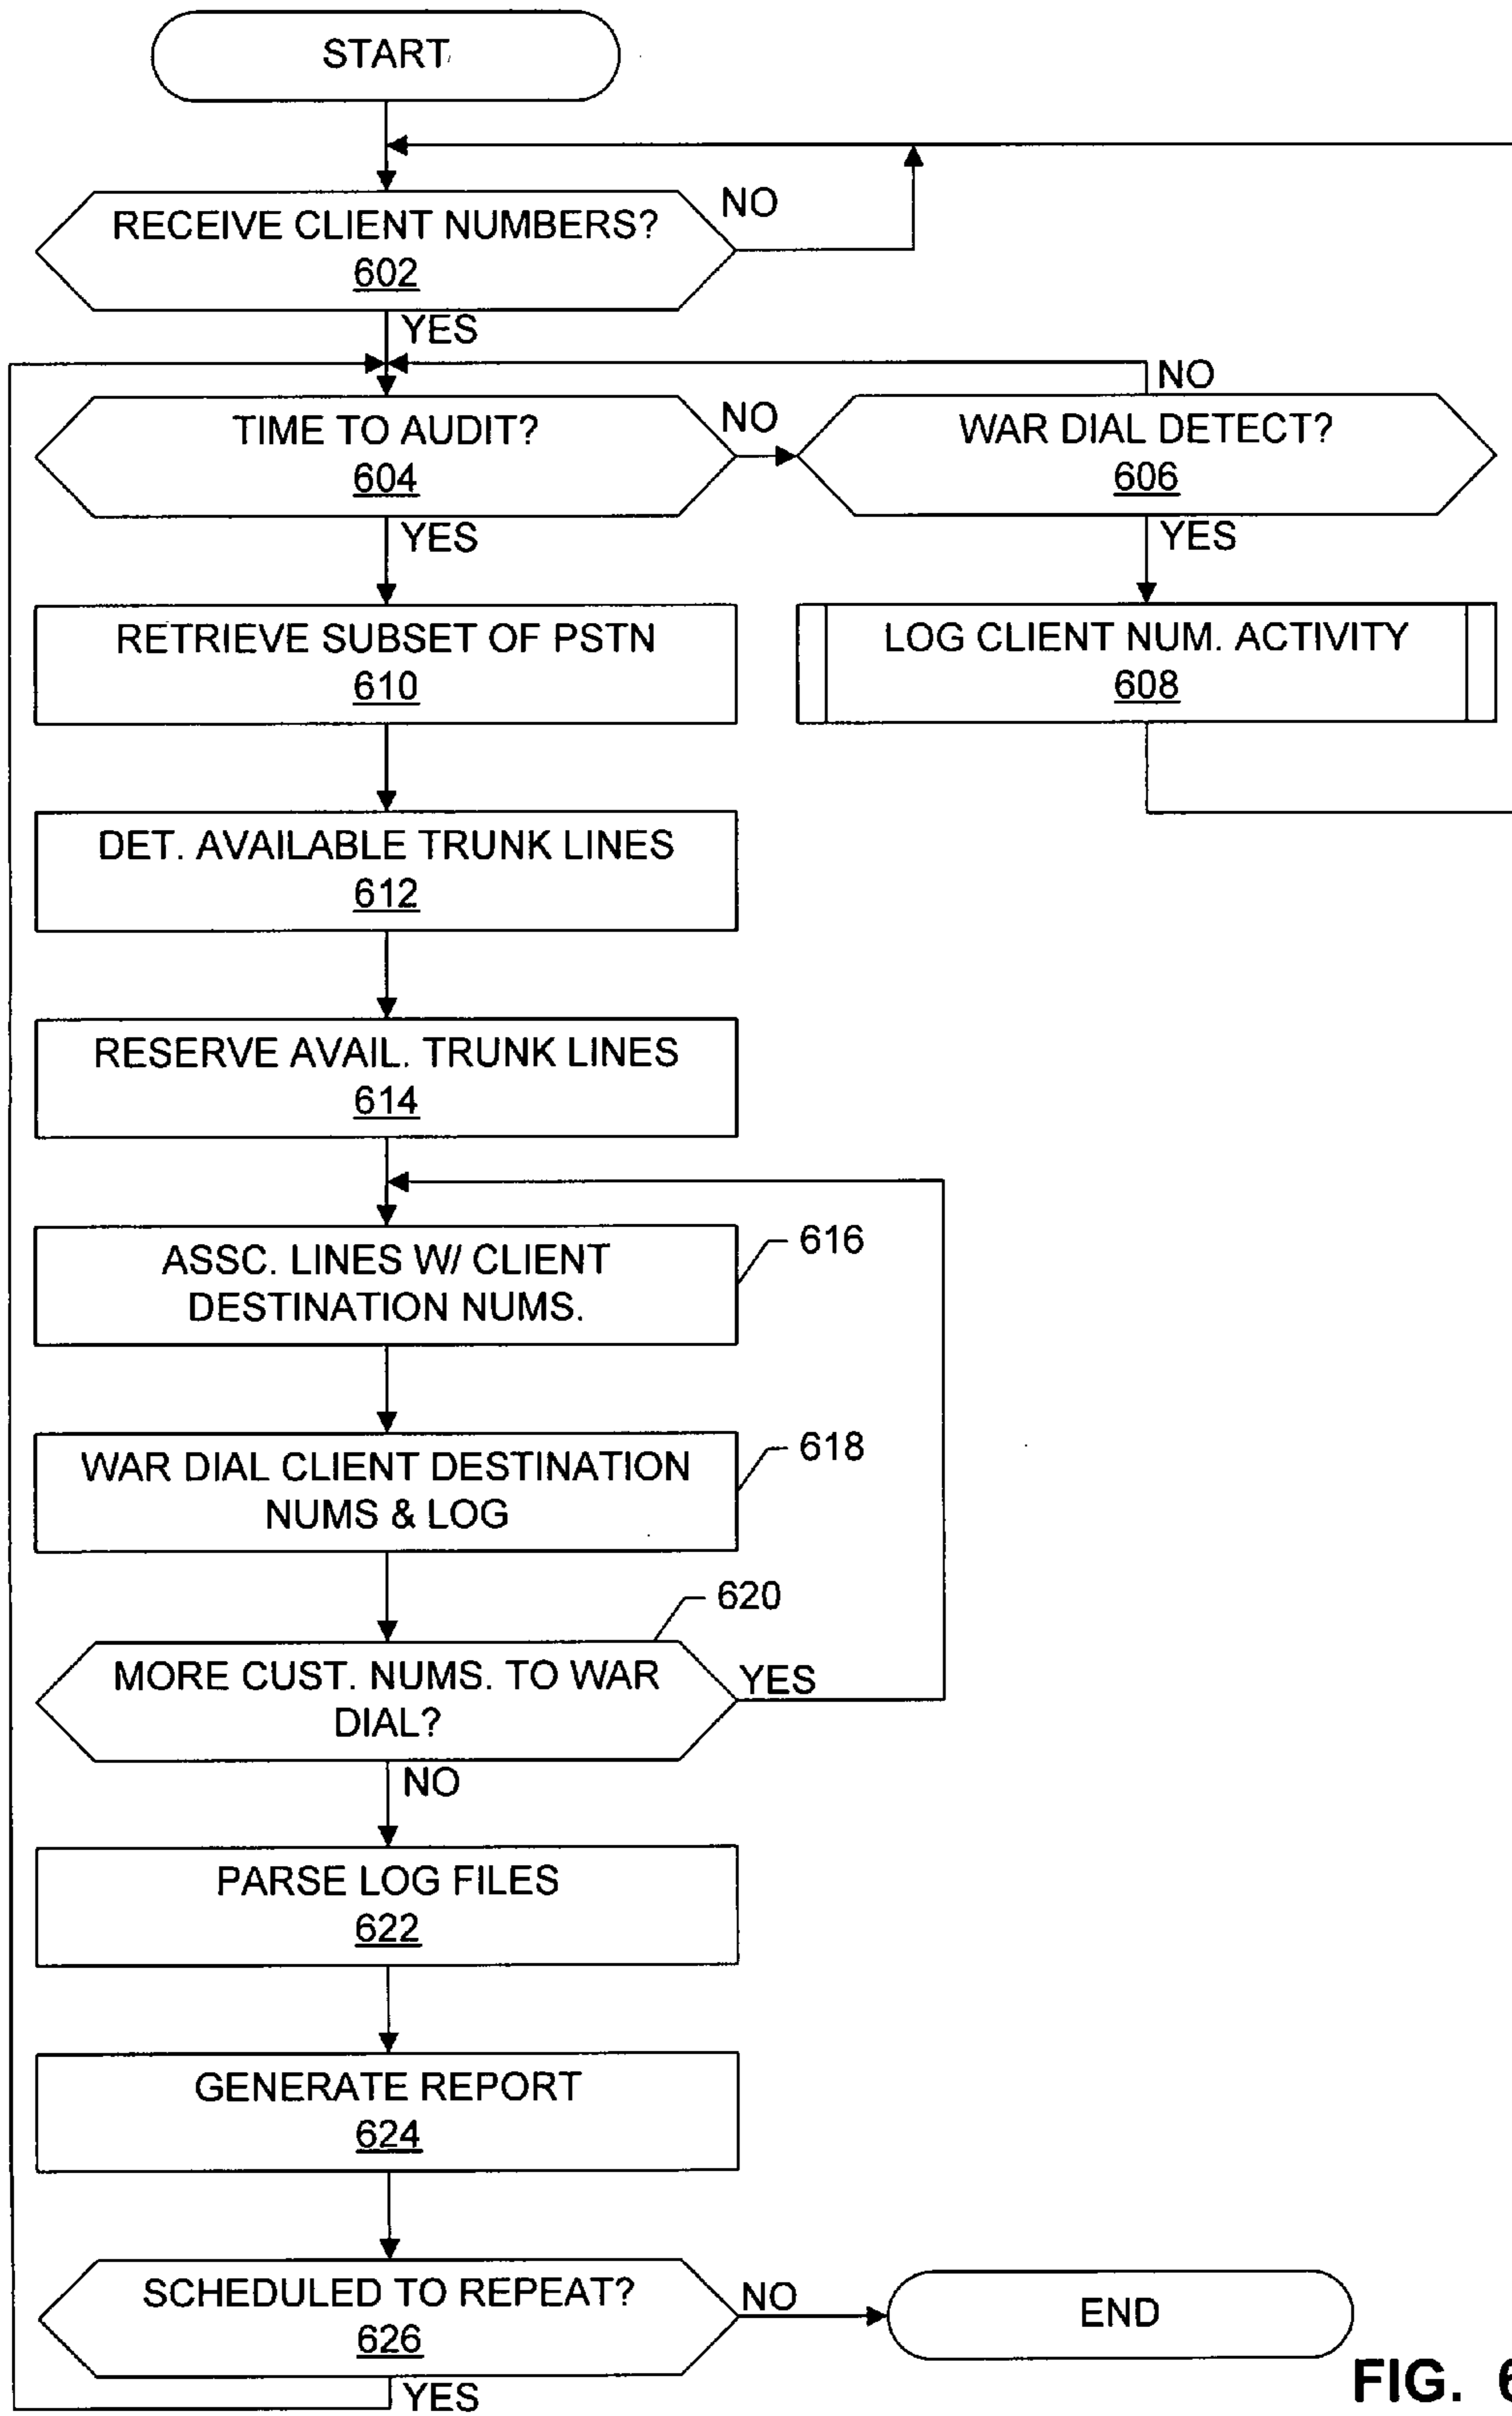 START
RECEIVE CLIENT NUMBERS?
602
NO
YES
TIME TO AUDIT?
604
NO
WAR DIAL DETECT?
606
NO
YES
YES
RETRIEVE SUBSET OF PSTN
610
LOG CLIENT NUM. ACTIVITY
608
DET. AVAILABLE TRUNK LINES
612
RESERVE AVAIL. TRUNK LINES
614
ASSC. LINES W/ CLIENT
DESTINATION NUMS.
616
WAR DIAL CLIENT DESTINATION
NUMS & LOG
618
620
MORE CUST. NUMS. TO WAR
DIAL?
YES
NO
PARSE LOG FILES
622
GENERATE REPORT
624
SCHEDULED TO REPEAT?
626
NO
END
YES
FIG. 6